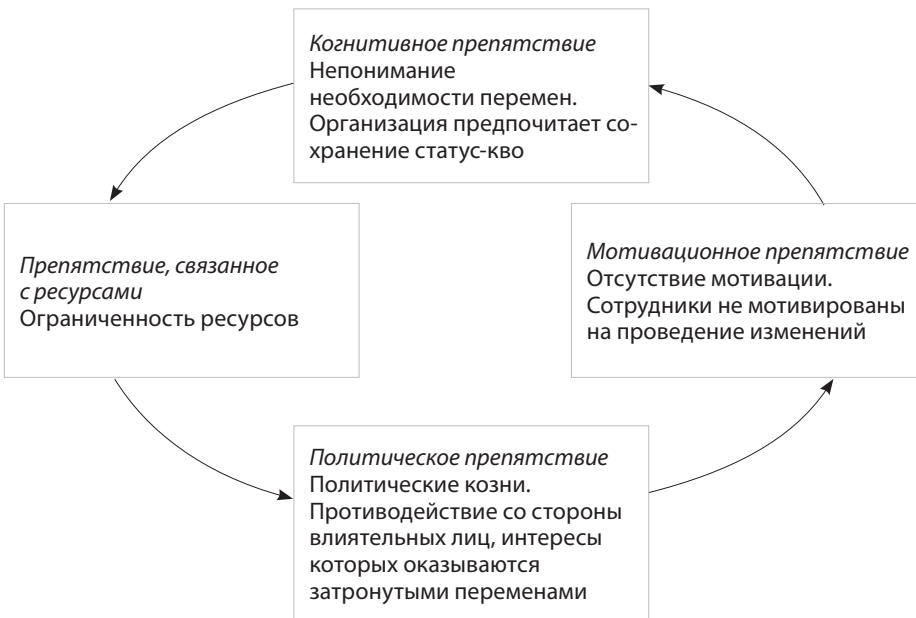 Когнитивное препятствие
Непонимание
необходимости перемен.
Организация предпочитает со-
хранение статус-кво
Препятствие, связанное
с ресурсами
Ограниченность ресурсов
Мотивационное препятствие
Отсутствие мотивации.
Сотрудники не мотивированы
на проведение изменений
Политическое препятствие
Политические козни.
Противодействие со стороны
влиятельных лиц, интересы
которых оказываются
затронутыми переменами